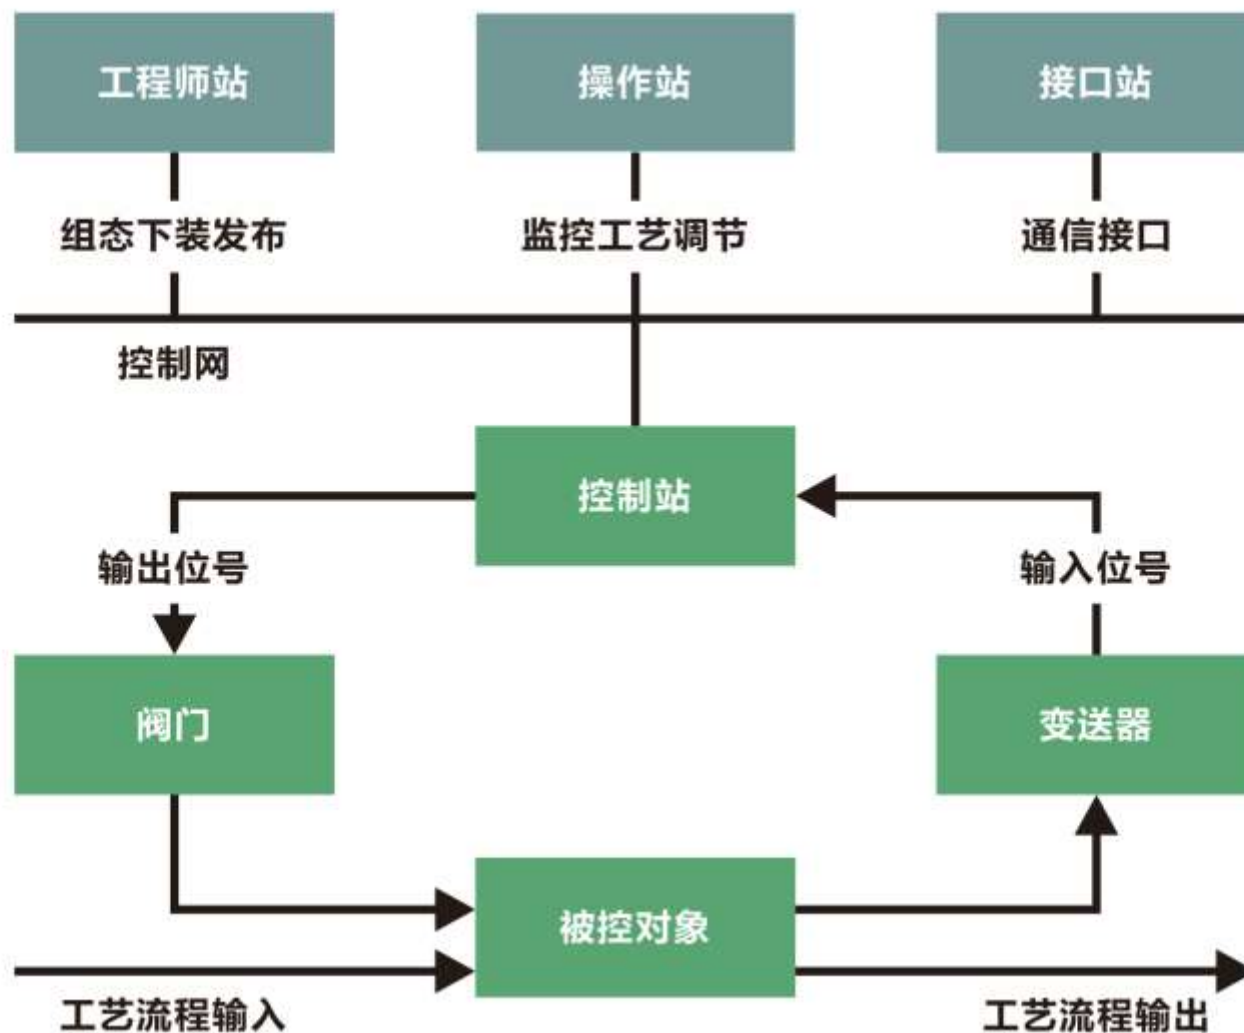 工程师站
操作站
接口站
组态下装发布
监控工艺调节
通信接口
控制网
控制站
输出位号
输入位号
阀门
变送器
被控对象
工艺流程输入
工艺流程输出